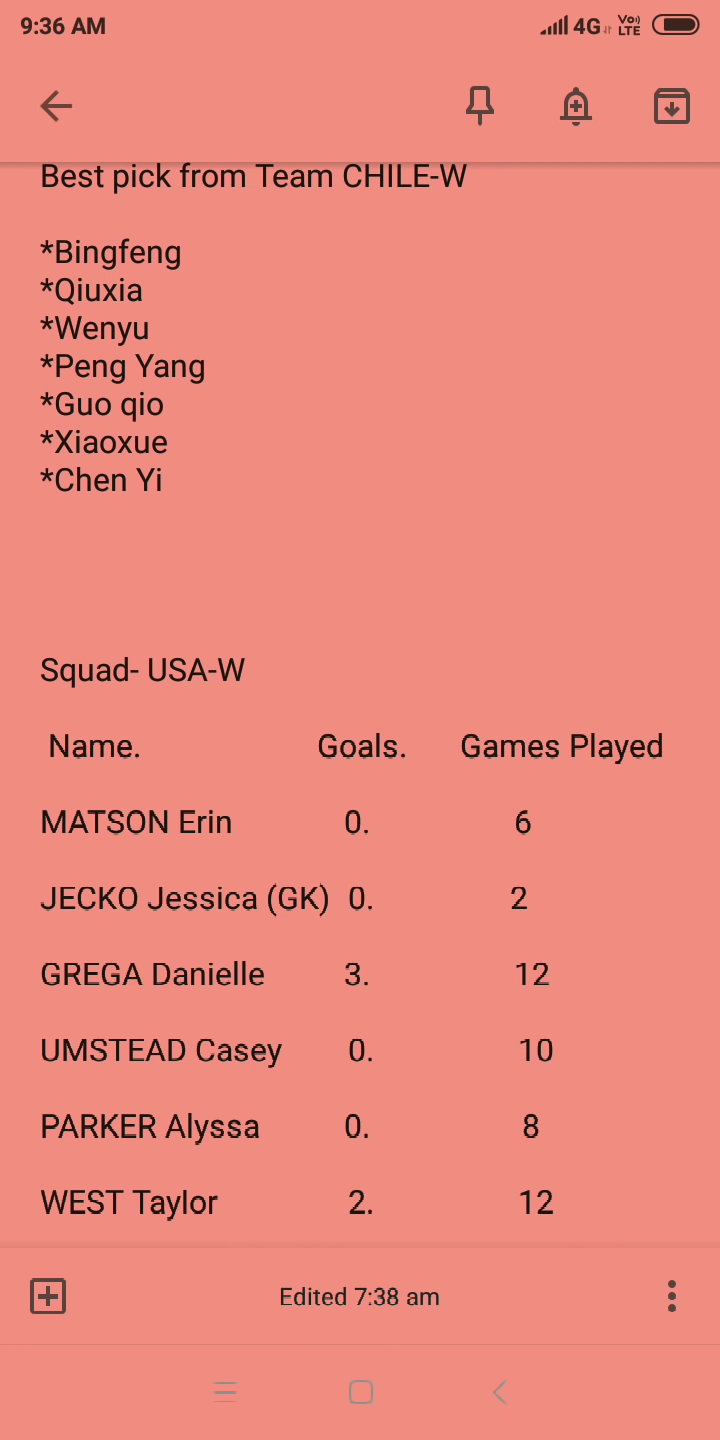 9:36 AM 4G Vo) LTE
Best pick from Team CHILE-W
*Bingfeng
*Qiuxia
*Wenyu
*Peng Yang
*Guo qio
*Xiaoxue
*Chen Yi
Squad- USA-W
Name. Goals. Games Played
MATSON Erin 0. 6
JECKO Jessica (GK) 0. 2
GREGA Danielle 3. 12
UMSTEAD Casey 0. 10
PARKER Alyssa 0. 8
WEST Taylor 2. 12
Edited 7:38 am